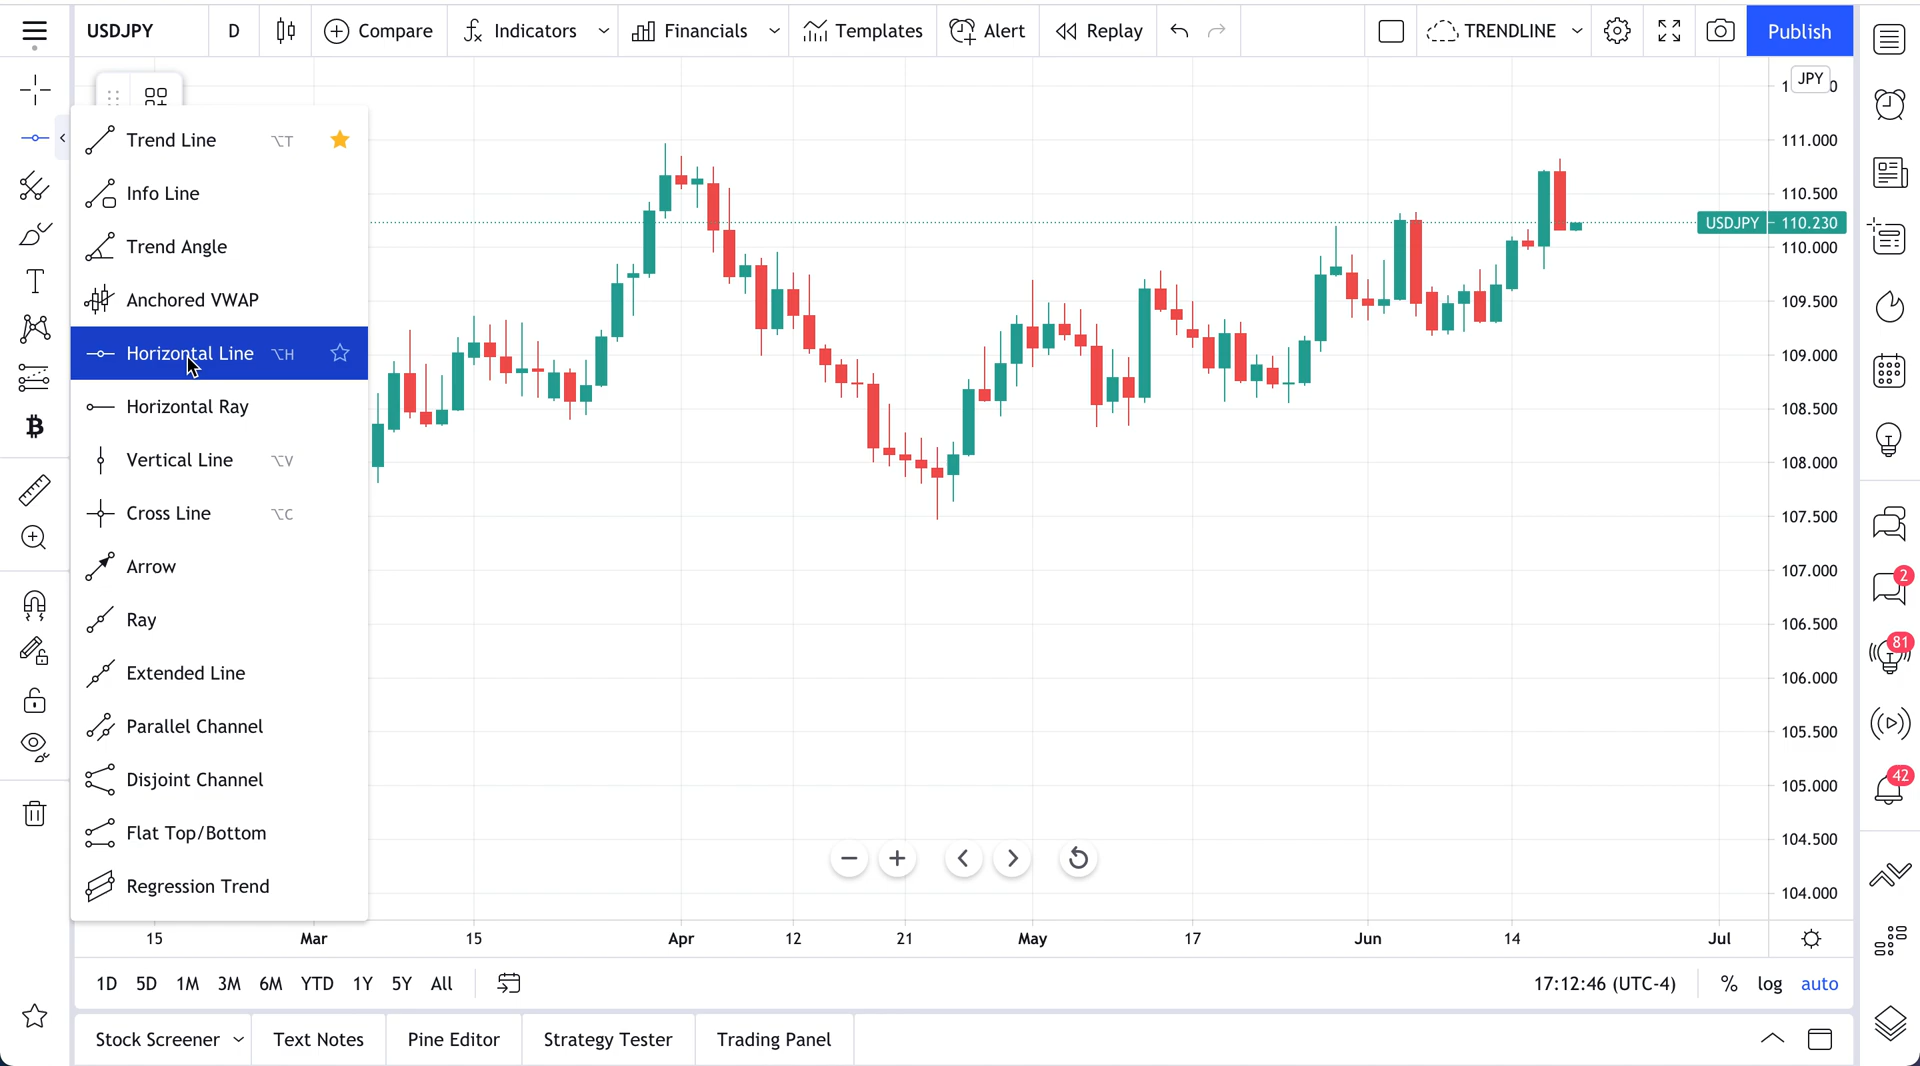 USDJPY D Compare Indicators Financials Templates Alert Replay TRENDLINE Publish
JPY
Trend Line ⌥T
Info Line
Trend Angle
Anchored VWAP
Horizontal Line ⌥H
Horizontal Ray
Vertical Line ⌥V
Cross Line ⌥C
Arrow
Ray
Extended Line
Parallel Channel
Disjoint Channel
Flat Top/Bottom
Regression Trend
111.000
110.500
USDJPY 110.230
110.000
109.500
109.000
108.500
108.000
107.500
107.000
106.500
106.000
105.500
105.000
104.500
104.000
2
81
42
15 Mar 15 Apr 12 21 May 17 Jun 14 Jul
1D 5D 1M 3M 6M YTD 1Y 5Y All 17:12:46 (UTC-4) % log auto
Stock Screener Text Notes Pine Editor Strategy Tester Trading Panel